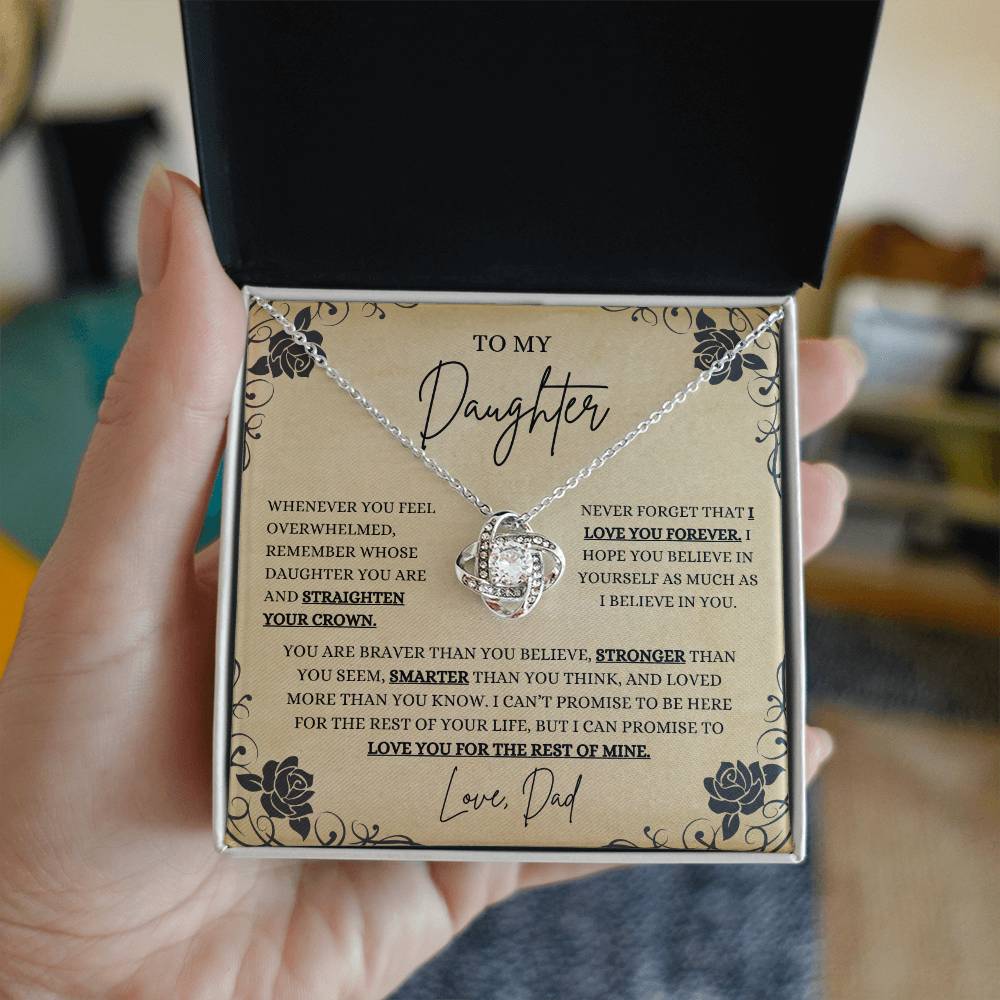 TO MY
Daughter
WHENEVER YOU FEEL
OVERWHELMED,
REMEMBER WHOSE
DAUGHTER YOU ARE
AND STRAIGHTEN
YOUR CROWN.
NEVER FORGET THAT I
LOVE YOU FOREVER. I
HOPE YOU BELIEVE IN
YOURSELF AS MUCH AS
I BELIEVE IN YOU.
YOU ARE BRAVER THAN YOU BELIEVE, STRONGER THAN
YOU SEEM, SMARTER THAN YOU THINK, AND LOVED
MORE THAN YOU KNOW. I CAN'T PROMISE TO BE HERE
FOR THE REST OF YOUR LIFE, BUT I CAN PROMISE TO
LOVE YOU FOR THE REST OF MINE.
Love, Dad